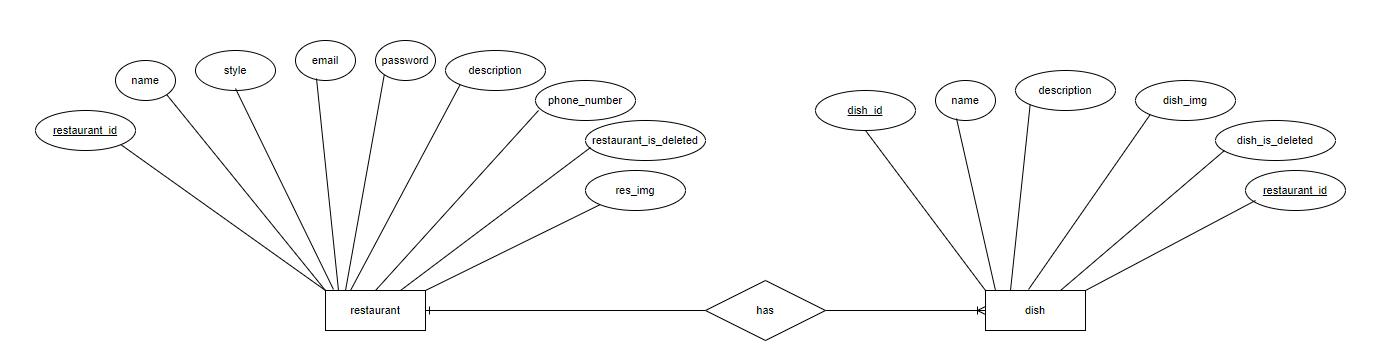 restaurant_id
name
style
email
password
description
phone_number
restaurant_is_deleted
res_img
restaurant
has
dish_id
name
description
dish_img
dish_is_deleted
restaurant_id
dish